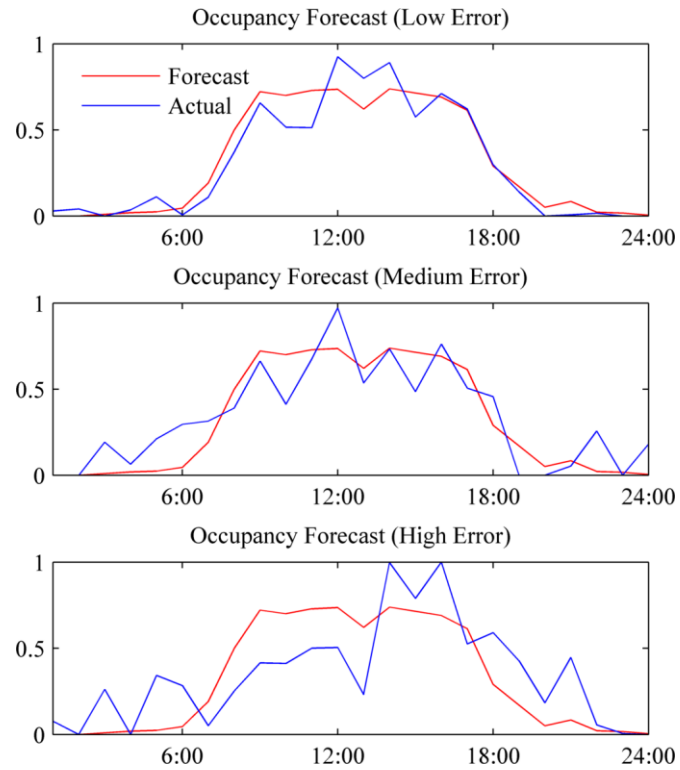 Occupancy Forecast (Low Error)
1
Forecast
Actual
0.5
0
6:00 12:00 18:00 24:00
Occupancy Forecast (Medium Error)
1
0.5
0
6:00 12:00 18:00 24:00
Occupancy Forecast (High Error)
1
0.5
0
6:00 12:00 18:00 24:00